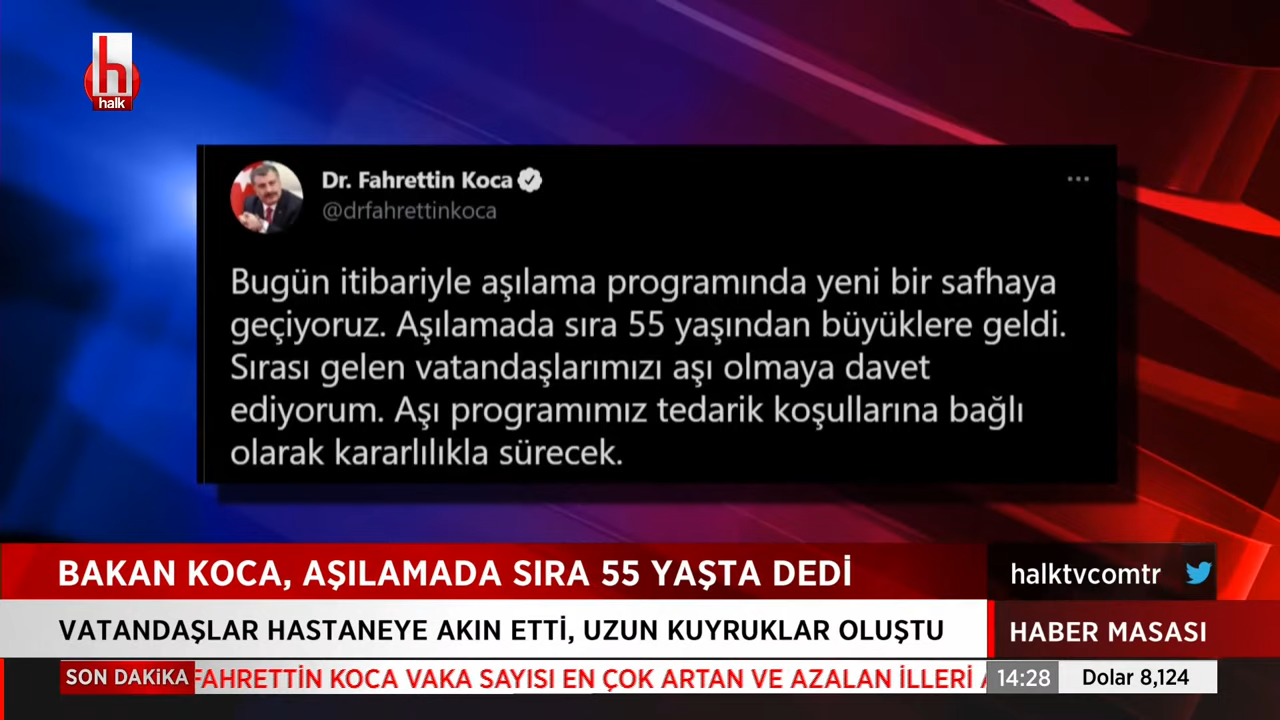 h
halk
Dr. Fahrettin Koca
@drfahrettinkoca
Bugün itibariyle aşılama programında yeni bir safhaya
geçiyoruz. Aşılamada sıra 55 yaşından büyüklere geldi.
Sırası gelen vatandaşlarımızı aşı olmaya davet
ediyorum. Aşı programımız tedarik koşullarına bağlı
olarak kararlılıkla sürecek.
BAKAN KOCA, AŞILAMADA SIRA 55 YAŞTA DEDİ
halktvcomtr
VATANDAŞLAR HASTANEYE AKIN ETTİ, UZUN KUYRUKLAR OLUŞTU
HABER MASASI
SON DAKİKA FAHRETTİN KOCA VAKA SAYISI EN ÇOK ARTAN VE AZALAN İLLERİ
14:28
Dolar 8,124